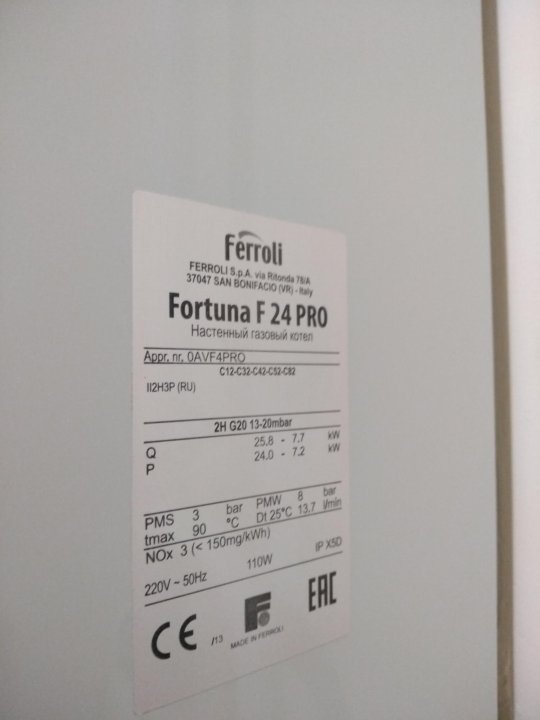 Ferroli
FERROLI S.p.A. via Ritonda 78/A
37047 SAN BONIFACIO (VR) - Italy
Fortuna F 24 PRO
Настенный газовый котел
Appr. nr. 0AVF4PRO
C12-C32-C42-C52-C82
II2H3P (RU)
2H G20 13-20mbar
Q 25.8 - 7.7 kW
P 24.0 - 7.2 kW
PMS 3 bar PMW 8 bar
tmax 90 °C Dt 25°C 13,7 l/min
NOx 3 (< 150mg/kWh)
220V ~ 50Hz 110W IP X5D
CE /13 MADE IN FERROLI EAC